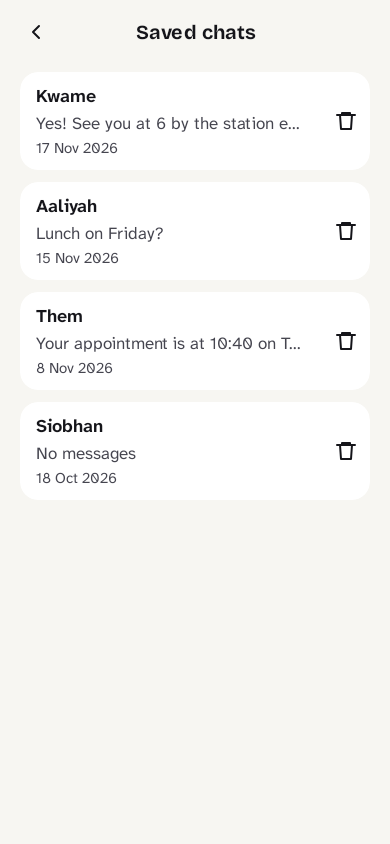 Saved chats
Kwame
Yes! See you at 6 by the station e...
17 Nov 2026
Aaliyah
Lunch on Friday?
15 Nov 2026
Them
Your appointment is at 10:40 on T...
8 Nov 2026
Siobhan
No messages
18 Oct 2026